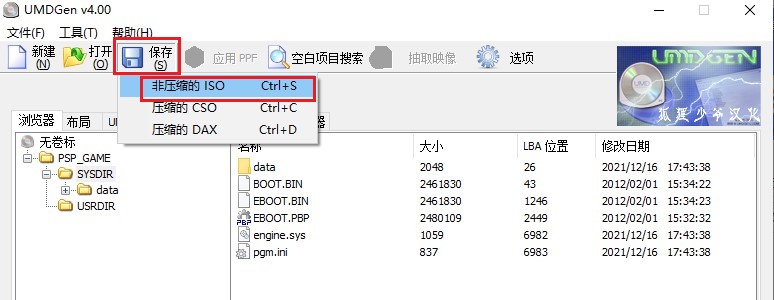 UMDGen v4.00
文件(F) 工具(T) 帮助(H)
新建(N) 打开(O) 保存(S) 应用 PPF 空白项目搜索 抽取映像 选项
非压缩的 ISO Ctrl+S
压缩的 CSO Ctrl+C
压缩的 DAX Ctrl+D
UMDGEN
狐狸少爷汉化
浏览器 布局 U 器
无卷标
PSP_GAME
SYSDIR
data
USRDIR
名称 大小 LBA 位置 修改日期
data 2048 26 2021/12/16 17:43:38
BOOT.BIN 2461830 43 2012/02/01 15:34:22
EBOOT.BIN 2461830 1246 2012/02/01 15:34:23
EBOOT.PBP 2480109 2449 2012/02/01 15:32:32
engine.sys 1059 6982 2021/12/16 17:43:38
pgm.ini 837 6983 2021/12/16 17:43:38